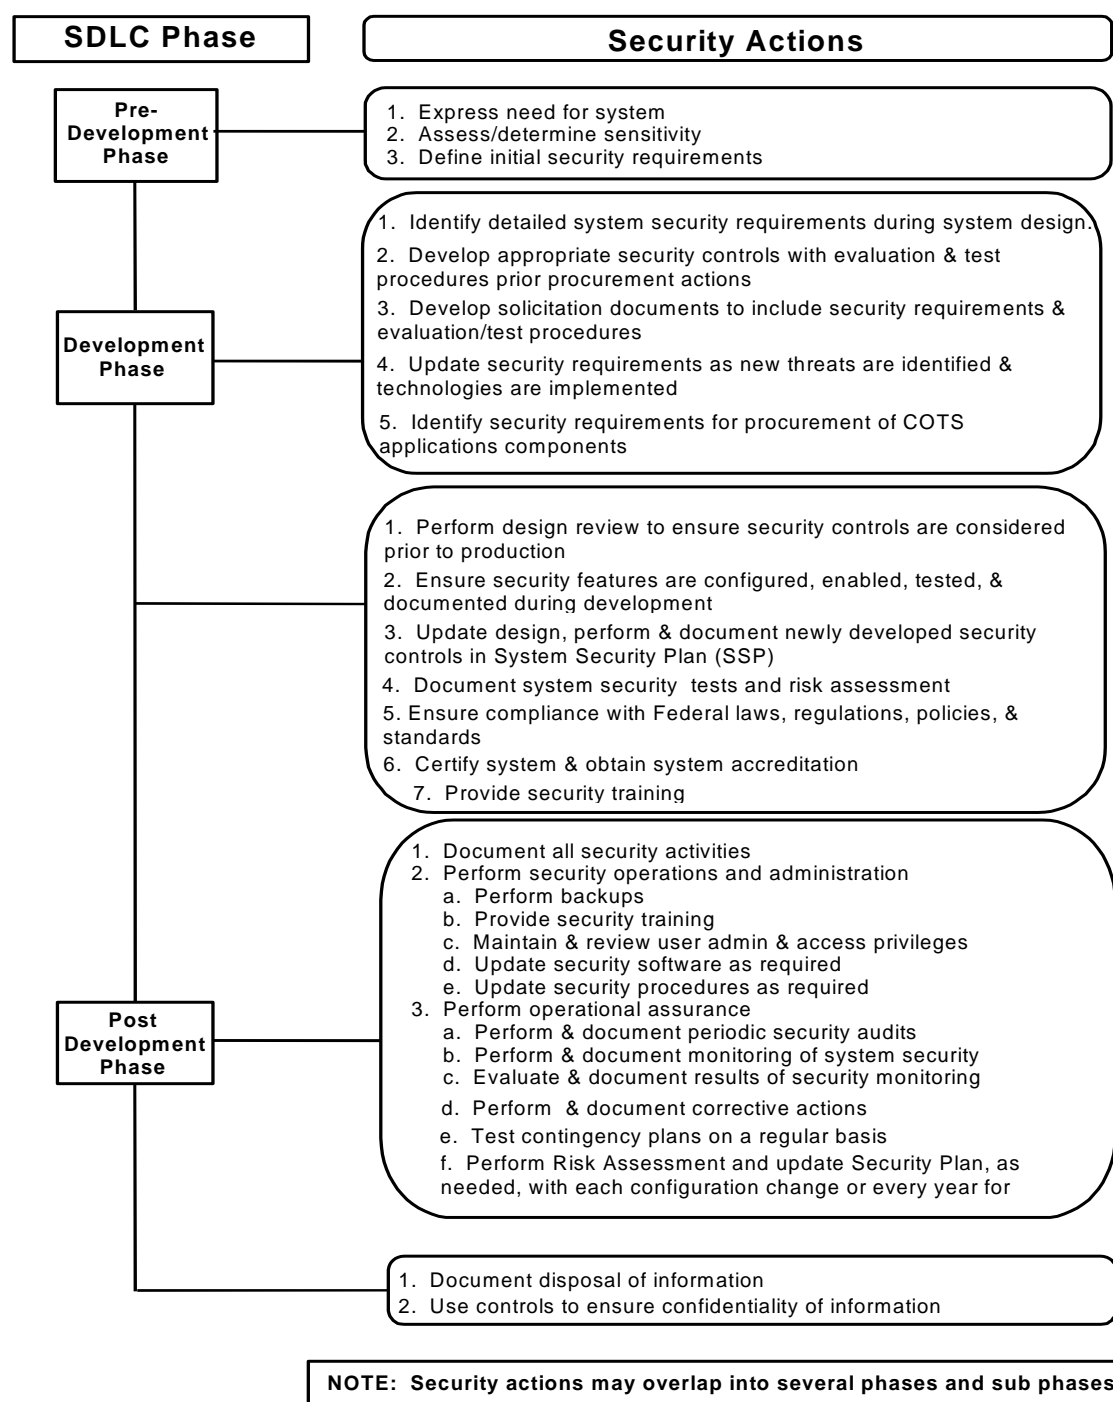 SDLC Phase
Security Actions
Pre-
Development
Phase
1. Express need for system
2. Assess/determine sensitivity
3. Define initial security requirements
1. Identify detailed system security requirements during system design.
2. Develop appropriate security controls with evaluation & test
procedures prior procurement actions
3. Develop solicitation documents to include security requirements &
evaluation/test procedures
4. Update security requirements as new threats are identified &
technologies are implemented
5. Identify security requirements for procurement of COTS
applications components
Development
Phase
1. Perform design review to ensure security controls are considered
prior to production
2. Ensure security features are configured, enabled, tested, &
documented during development
3. Update design, perform & document newly developed security
controls in System Security Plan (SSP)
4. Document system security tests and risk assessment
5. Ensure compliance with Federal laws, regulations, policies, &
standards
6. Certify system & obtain system accreditation
7. Provide security training
1. Document all security activities
2. Perform security operations and administration
a. Perform backups
b. Provide security training
c. Maintain & review user admin & access privileges
d. Update security software as required
e. Update security procedures as required
3. Perform operational assurance
a. Perform & document periodic security audits
b. Perform & document monitoring of system security
c. Evaluate & document results of security monitoring
d. Perform & document corrective actions
e. Test contingency plans on a regular basis
f. Perform Risk Assessment and update Security Plan, as
needed, with each configuration change or every year for
Post
Development
Phase
1. Document disposal of information
2. Use controls to ensure confidentiality of information
NOTE: Security actions may overlap into several phases and sub phases